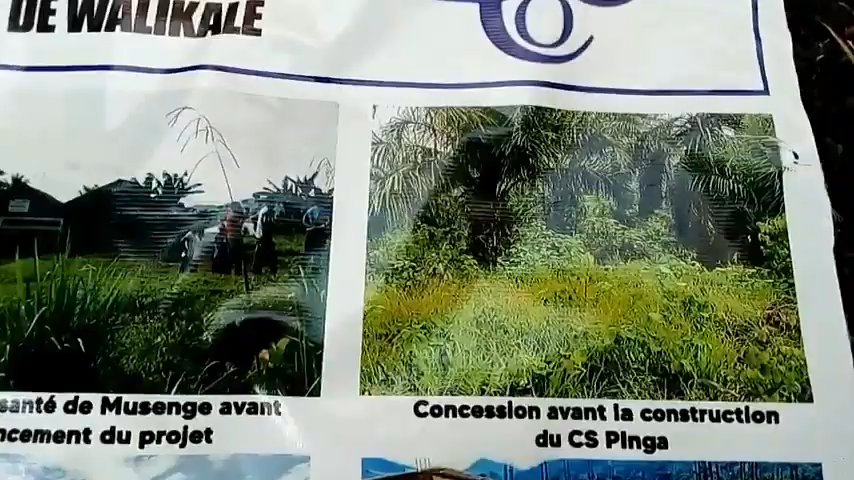 DE WALIKALE
santé de Musenge avant
ncement du projet
Concession avant la construction
du CS Pinga